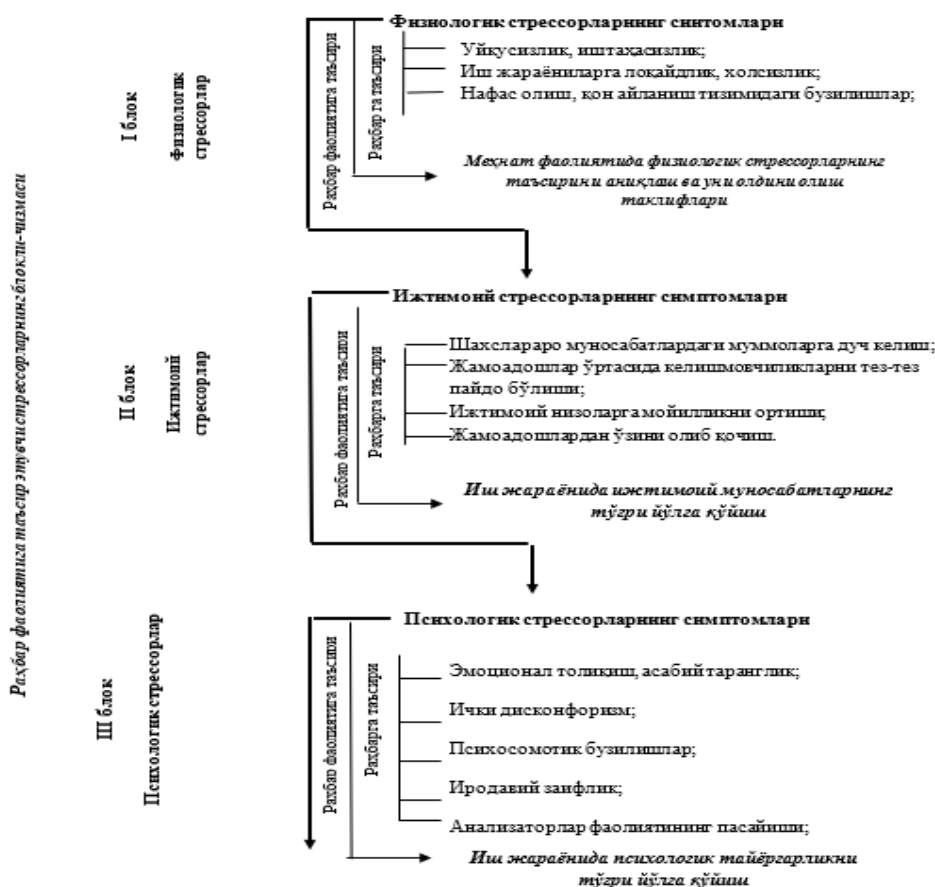 Раҳбар фаолиятига таъсир этувчи стрессорларнинг блокли-чизмаси
I блок
Физиологик
стрессорлар
Раҳбар фаолиятига таъсири
Раҳбар га таъсири
Физиологик стрессорларнинг синтомлари
Уйқусизлик, иштаҳасизлик;
Иш жараёниларга лоқайдлик, холсизлик;
Нафас олиш, қон айланиш тизимидаги бузилишлар;
Меҳнат фаолиятида физиологик стрессорларнинг
таъсирини аниқлаш ва уни олдини олиш
таклифлари
II блок
Ижтимоий
стрессорлар
Раҳбар фаолиятига таъсири
Раҳбарга таъсири
Ижтимоий стрессорларнинг симптомлари
Шахслараро муносабатлардаги муммоларга дуч келиш;
Жамоадошлар ўртасида келишмовчиликларни тез-тез
пайдо бўлиши;
Ижтимоий низоларга мойилликни ортиши;
Жамоадошлардан ўзини олиб қочиш.
Иш жараёнида ижтимоий муносабатларнинг
тўғри йўлга қўйиш
III блок
Психологик стрессорлар
Раҳбар фаолиятига таъсири
Раҳбарга таъсири
Психологик стрессорларнинг симптомлари
Эмоционал толиқиш, асабий таранглик;
Ички дисконфоризм;
Психосомотик бузилишлар;
Иродавий заифлик;
Анализаторлар фаолиятининг пасайиши;
Иш жараёнида психологик тайёргарликни
тўғри йўлга қўйиш